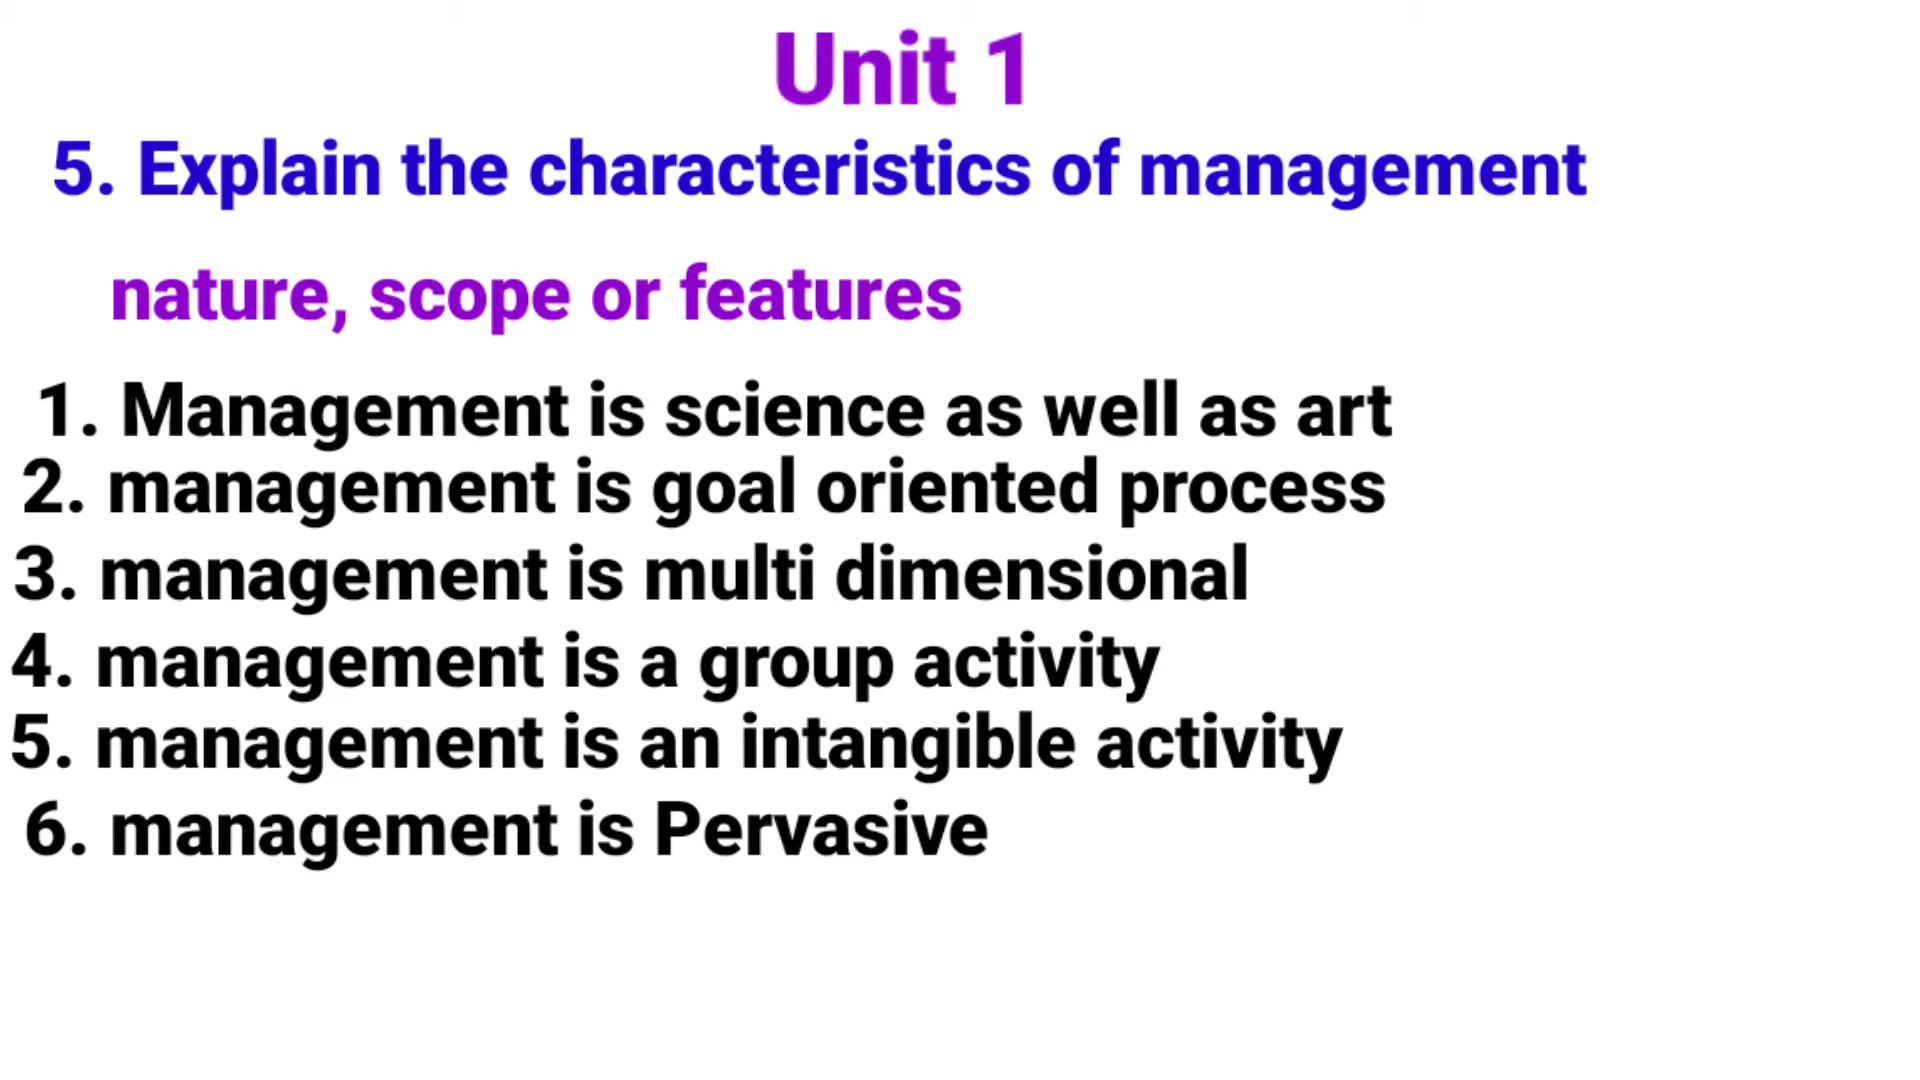 Unit 1
5. Explain the characteristics of management
nature, scope or features
1. Management is science as well as art
2. management is goal oriented process
3. management is multi dimensional
4. management is a group activity
5. management is an intangible activity
6. management is Pervasive